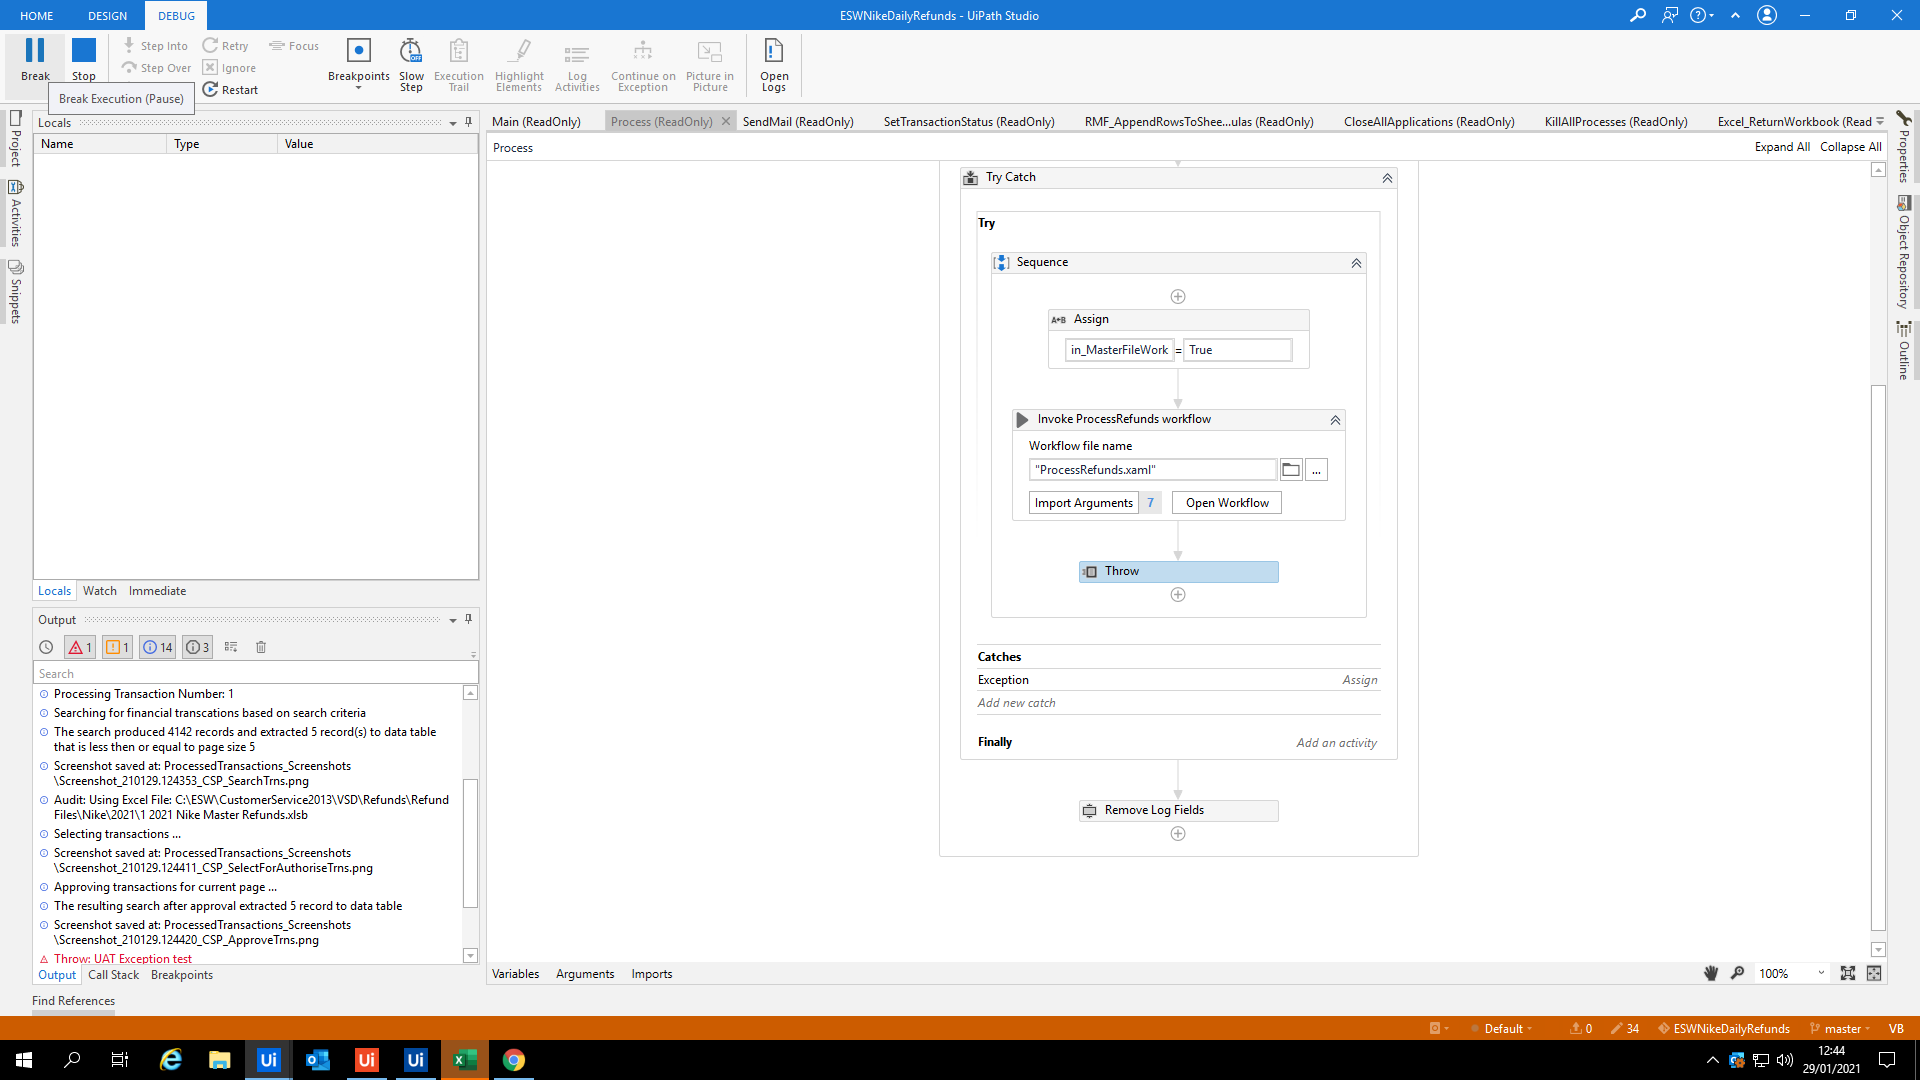 HOME DESIGN DEBUG
ESWNikeDailyRefunds - UiPath Studio
Break
Stop
Step Into
Step Over
Retry
Ignore
Restart
Focus
Breakpoints
Slow Step
Execution Trail
Highlight Elements
Log Activities
Continue on Exception
Picture in Picture
Open Logs
Break Execution (Pause)
Project
Activities
Snippets
Locals
Name Type Value
Locals Watch Immediate
Main (ReadOnly) Process (ReadOnly) SendMail (ReadOnly) SetTransactionStatus (ReadOnly) RMF_AppendRowsToShee...ulas (ReadOnly) CloseAllApplications (ReadOnly) KillAllProcesses (ReadOnly) Excel_ReturnWorkbook (Read
Process
Expand All Collapse All
Try Catch
Try
Sequence
A+B Assign
in_MasterFileWork = True
Invoke ProcessRefunds workflow
Workflow file name
"ProcessRefunds.xaml"
...
Import Arguments 7 Open Workflow
Throw
Catches
Exception Assign
Add new catch
Finally Add an activity
Remove Log Fields
Properties
Object Repository
Outline
Output
1 1 14 3
Search
Processing Transaction Number: 1
Searching for financial transcations based on search criteria
The search produced 4142 records and extracted 5 record(s) to data table
that is less then or equal to page size 5
Screenshot saved at: ProcessedTransactions_Screenshots
\Screenshot_210129.124353_CSP_SearchTrns.png
Audit: Using Excel File: C:\ESW\CustomerService2013\VSD\Refunds\Refund
Files\Nike\2021\1 2021 Nike Master Refunds.xlsb
Selecting transactions ...
Screenshot saved at: ProcessedTransactions_Screenshots
\Screenshot_210129.124411_CSP_SelectForAuthoriseTrns.png
Approving transactions for current page ...
The resulting search after approval extracted 5 record to data table
Screenshot saved at: ProcessedTransactions_Screenshots
\Screenshot_210129.124420_CSP_ApproveTrns.png
Throw: UAT Exception test
Output Call Stack Breakpoints
Variables Arguments Imports
100%
Find References
Default 0 34 ESWNikeDailyRefunds master VB
Ui Ui Ui
12:44
29/01/2021